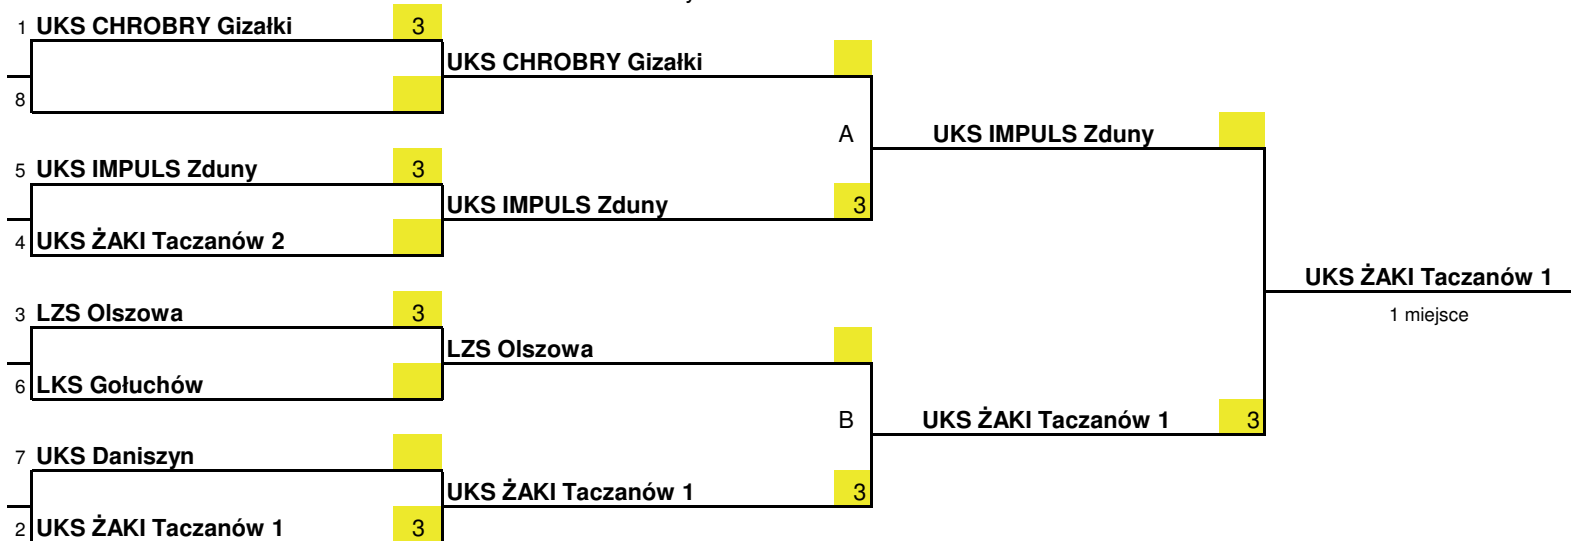 1 UKS CHROBRY Gizałki 3
UKS CHROBRY Gizałki
8
A UKS IMPULS Zduny
5 UKS IMPULS Zduny 3
UKS IMPULS Zduny 3
4 UKS ŻAKI Taczanów 2
UKS ŻAKI Taczanów 1
3 LZS Olszowa 3
1 miejsce
LZS Olszowa
6 LKS Gołuchów
B UKS ŻAKI Taczanów 1 3
7 UKS Daniszyn
UKS ŻAKI Taczanów 1 3
2 UKS ŻAKI Taczanów 1 3